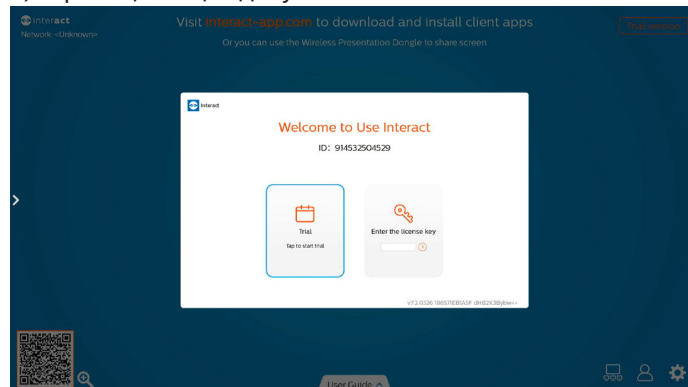 interact
Network: <Unknown>
Visit interact-app.com to download and install client apps
Or you can use the Wireless Presentation Dongle to share screen
Trial version
interact
Welcome to Use Interact
ID: 914532504529
Trial
Tap to start trial
Enter the license key
User Guide